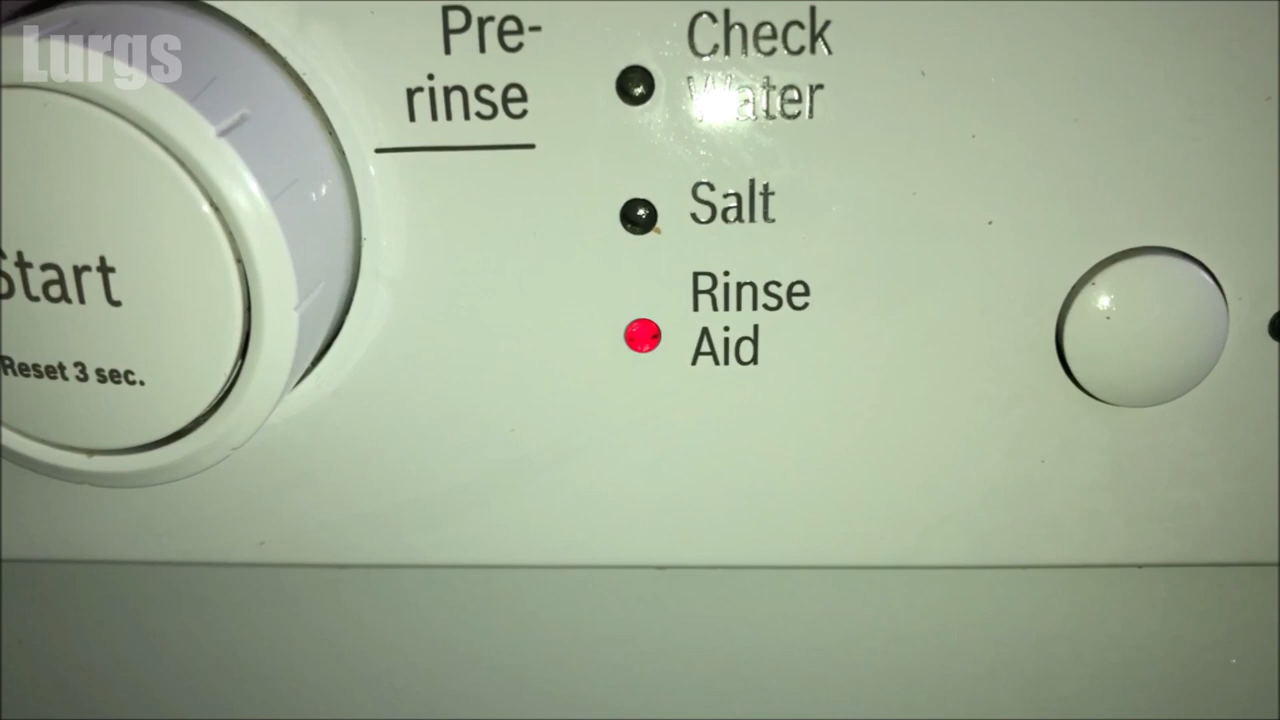 Lurgs
Pre-
rinse
Check
Water
Salt
Rinse
Aid
Start
Reset 3 sec.